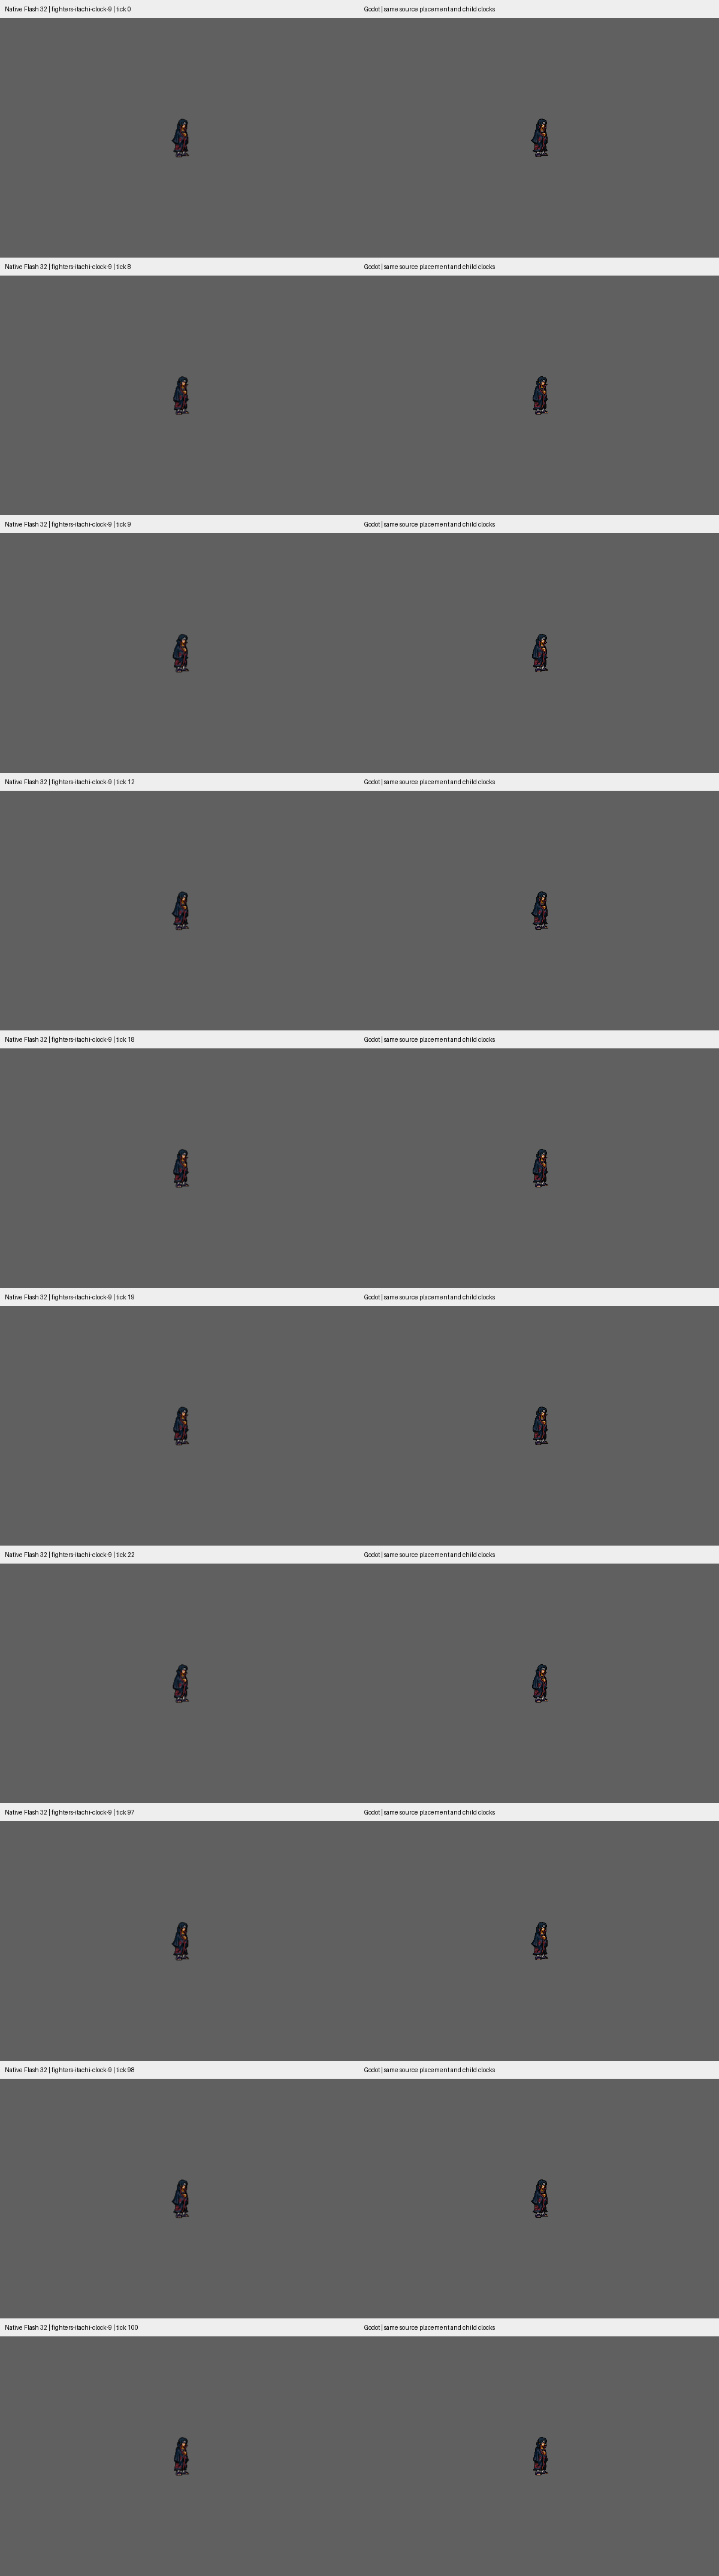 Native Flash 32 | fighters-itachi-clock-9 | tick 0
Godot | same source placement and child clocks
Native Flash 32 | fighters-itachi-clock-9 | tick 8
Godot | same source placement and child clocks
Native Flash 32 | fighters-itachi-clock-9 | tick 9
Godot | same source placement and child clocks
Native Flash 32 | fighters-itachi-clock-9 | tick 12
Godot | same source placement and child clocks
Native Flash 32 | fighters-itachi-clock-9 | tick 18
Godot | same source placement and child clocks
Native Flash 32 | fighters-itachi-clock-9 | tick 19
Godot | same source placement and child clocks
Native Flash 32 | fighters-itachi-clock-9 | tick 22
Godot | same source placement and child clocks
Native Flash 32 | fighters-itachi-clock-9 | tick 97
Godot | same source placement and child clocks
Native Flash 32 | fighters-itachi-clock-9 | tick 98
Godot | same source placement and child clocks
Native Flash 32 | fighters-itachi-clock-9 | tick 100
Godot | same source placement and child clocks